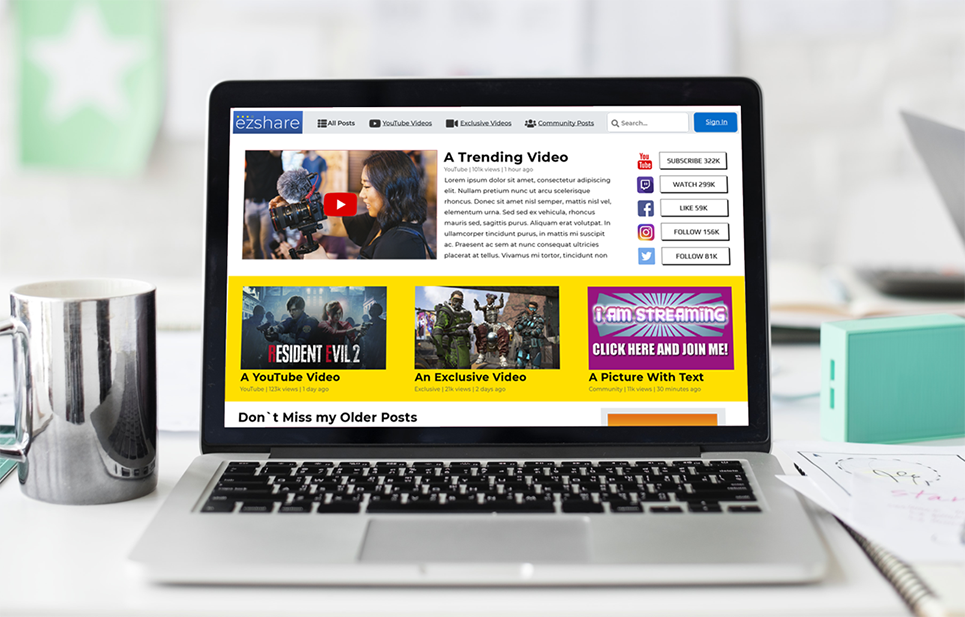 ezshare
All Posts
YouTube Videos
Exclusive Videos
Community Posts
Search...
Sign In
A Trending Video
YouTube | 101k views | 1 hour ago
Lorem ipsum dolor sit amet, consectetur adipiscing
elit. Nullam pretium nunc ut arcu scelerisque
rhoncus. Donec sit amet nisl semper, mattis nisl vel,
elementum urna. Sed sed ex vehicula, rhoncus
mauris sed, sagittis purus. Aliquam erat volutpat. In
ullamcorper tincidunt purus, in mattis mi suscipit
ac. Praesent ac sem at nunc consequat ultricies
placerat at tellus. Vivamus mi tortor, tincidunt non
You
Tube
SUBSCRIBE 322K
WATCH 299K
LIKE 59K
FOLLOW 156K
FOLLOW 81K
RESIDENT EVIL 2
I AM STREAMING
CLICK HERE AND JOIN ME!
A YouTube Video
YouTube | 123k views | 1 day ago
An Exclusive Video
Exclusive | 21k views | 2 days ago
A Picture With Text
Community | 11k views | 30 minutes ago
Don`t Miss my Older Posts